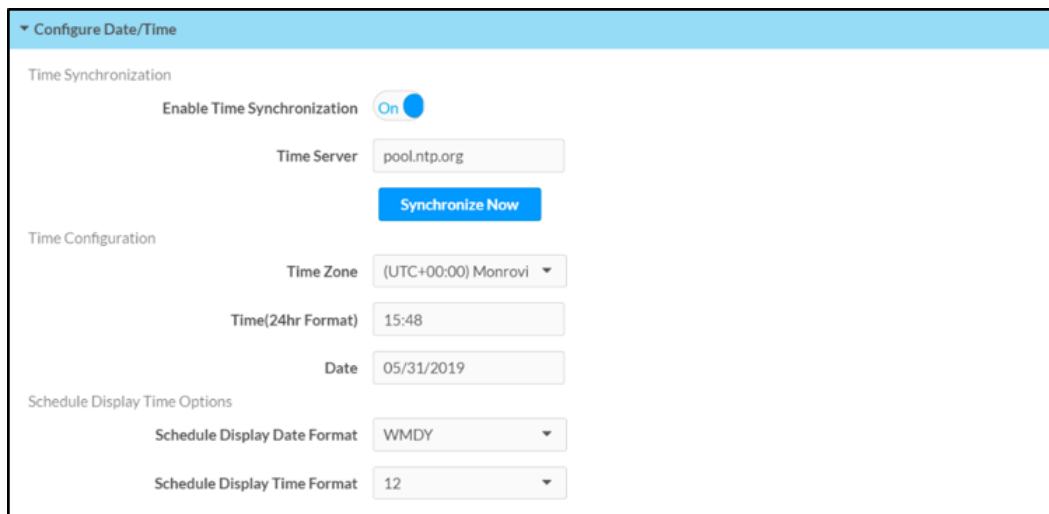 Configure Date/Time
Time Synchronization
Enable Time Synchronization On
Time Server pool.ntp.org
Synchronize Now
Time Configuration
Time Zone (UTC+00:00) Monrovi
Time(24hr Format) 15:48
Date 05/31/2019
Schedule Display Time Options
Schedule Display Date Format WMDY
Schedule Display Time Format 12